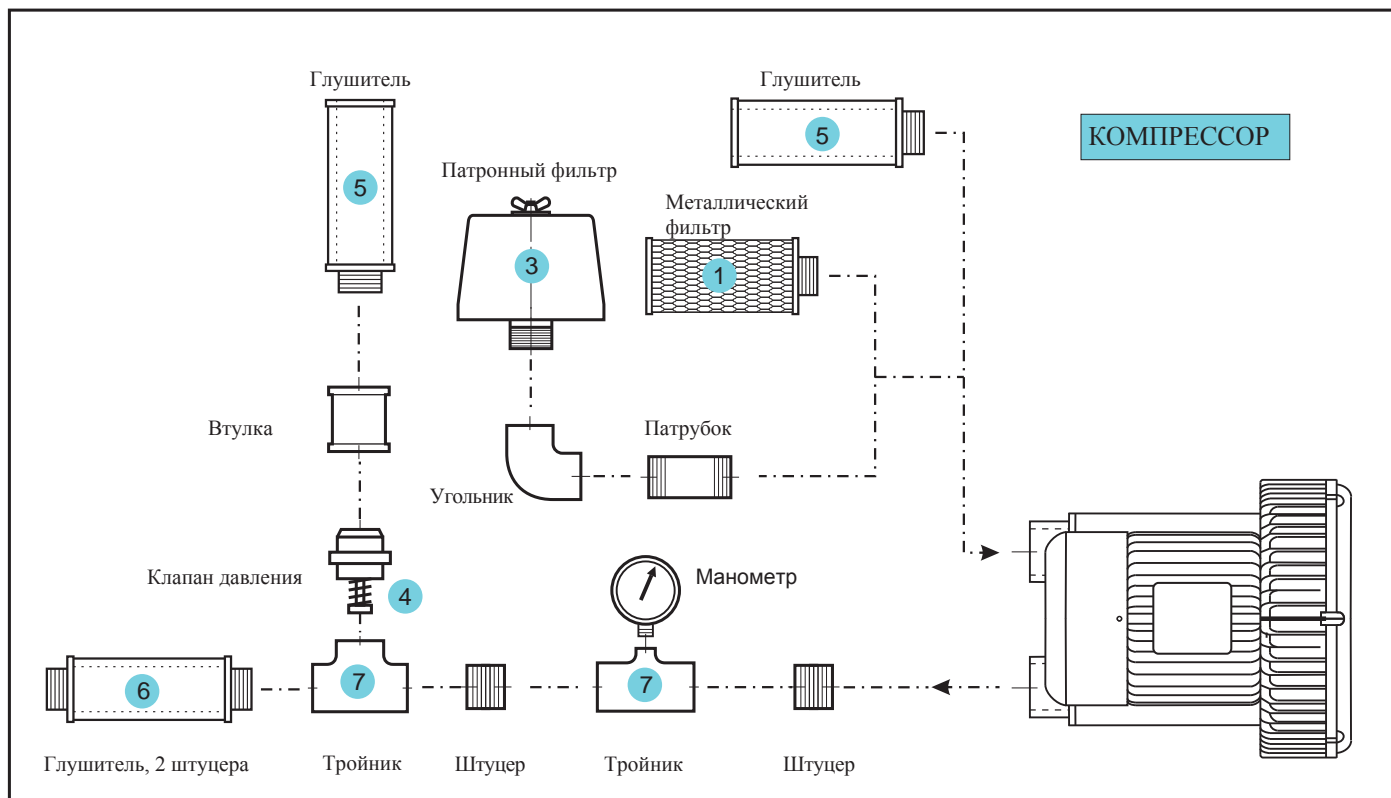 Глушитель
Глушитель
КОМПРЕССОР
5
5
Патронный фильтр
Металлический
фильтр
3
1
Втулка
Патрубок
Угольник
Клапан давления
4
Манометр
6
7
7
Глушитель, 2 штуцера
Тройник
Штуцер
Тройник
Штуцер